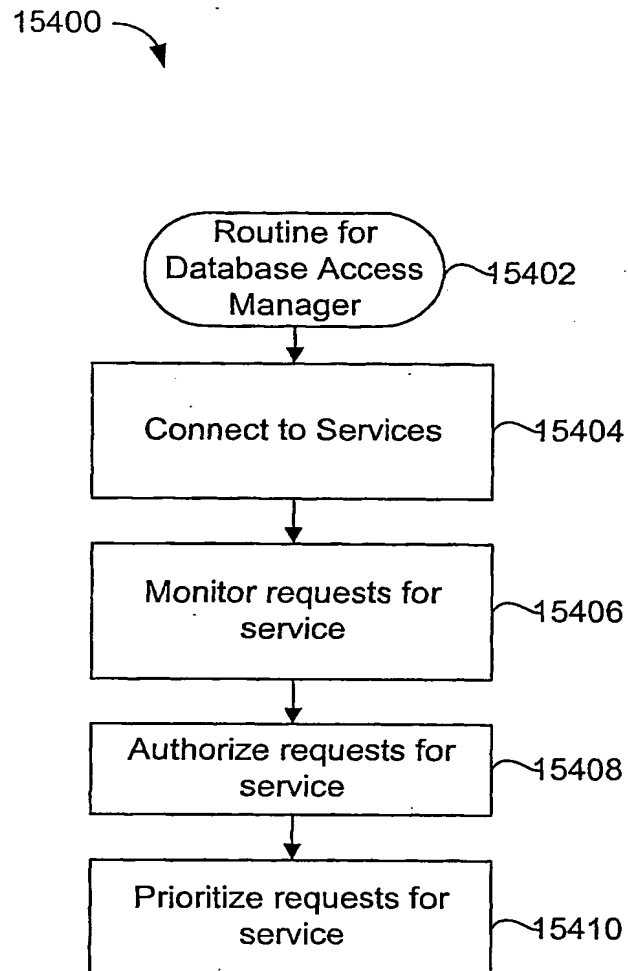 15400
Routine for
Database Access
Manager
15402
Connect to Services
15404
Monitor requests for
service
15406
Authorize requests for
service
15408
Prioritize requests for
service
15410